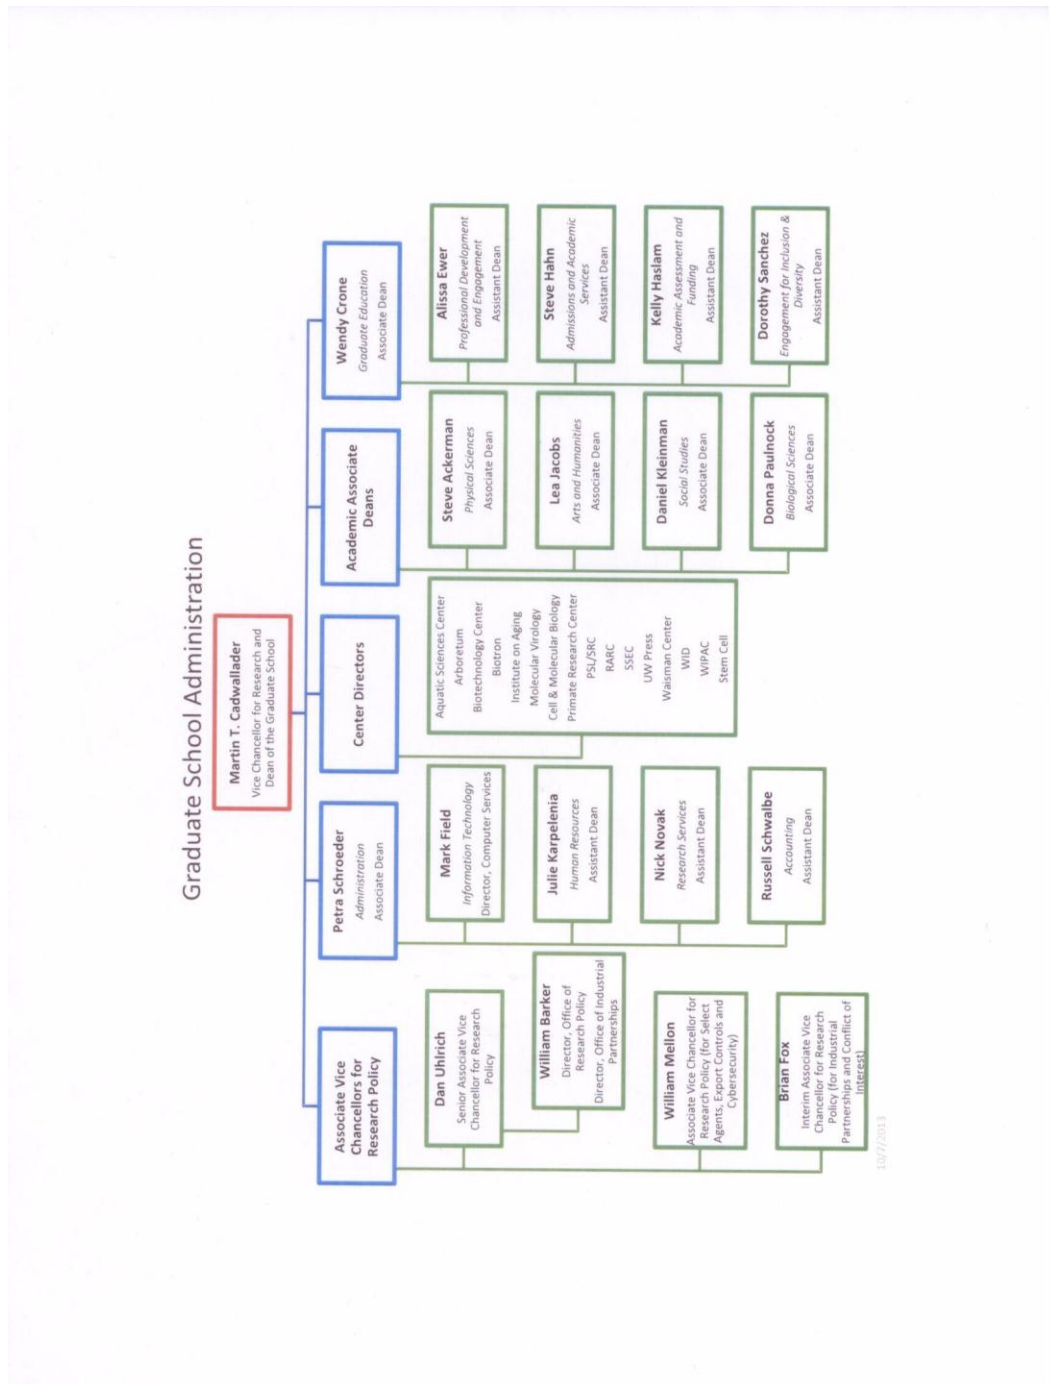 Graduate School Administration
Martin T. Cadwallader
Vice Chancellor for Research and
Dean of the Graduate School
Associate Vice
Chancellors for
Research Policy
Dan Uhlrich
Senior Associate Vice
Chancellor for Research
Policy
William Barker
Director, Office of
Research Policy
Director, Office of Industrial
Partnerships
William Mellon
Associate Vice Chancellor for
Research Policy (for Select
Agents, Export Controls and
Cybersecurity)
Brian Fox
Interim Associate Vice
Chancellor for Research
Policy (for Industrial
Partnerships and Conflict of
Interest)
Petra Schroeder
Administration
Associate Dean
Mark Field
Information Technology
Director, Computer Services
Julie Karpelenia
Human Resources
Assistant Dean
Nick Novak
Research Services
Assistant Dean
Russell Schwalbe
Accounting
Assistant Dean
Center Directors
Aquatic Sciences Center
Arboretum
Biotechnology Center
Biotron
Institute on Aging
Molecular Virology
Cell & Molecular Biology
Primate Research Center
PSL/SRC
RARC
SSEC
UW Press
Waisman Center
WID
WIPAC
Stem Cell
Academic Associate
Deans
Steve Ackerman
Physical Sciences
Associate Dean
Lea Jacobs
Arts and Humanities
Associate Dean
Daniel Kleinman
Social Studies
Associate Dean
Donna Paulnock
Biological Sciences
Associate Dean
Wendy Crone
Graduate Education
Associate Dean
Alissa Ewer
Professional Development
and Engagement
Assistant Dean
Steve Hahn
Admissions and Academic
Services
Assistant Dean
Kelly Haslam
Academic Assessment and
Funding
Assistant Dean
Dorothy Sanchez
Engagement for Inclusion &
Diversity
Assistant Dean
10/7/2013